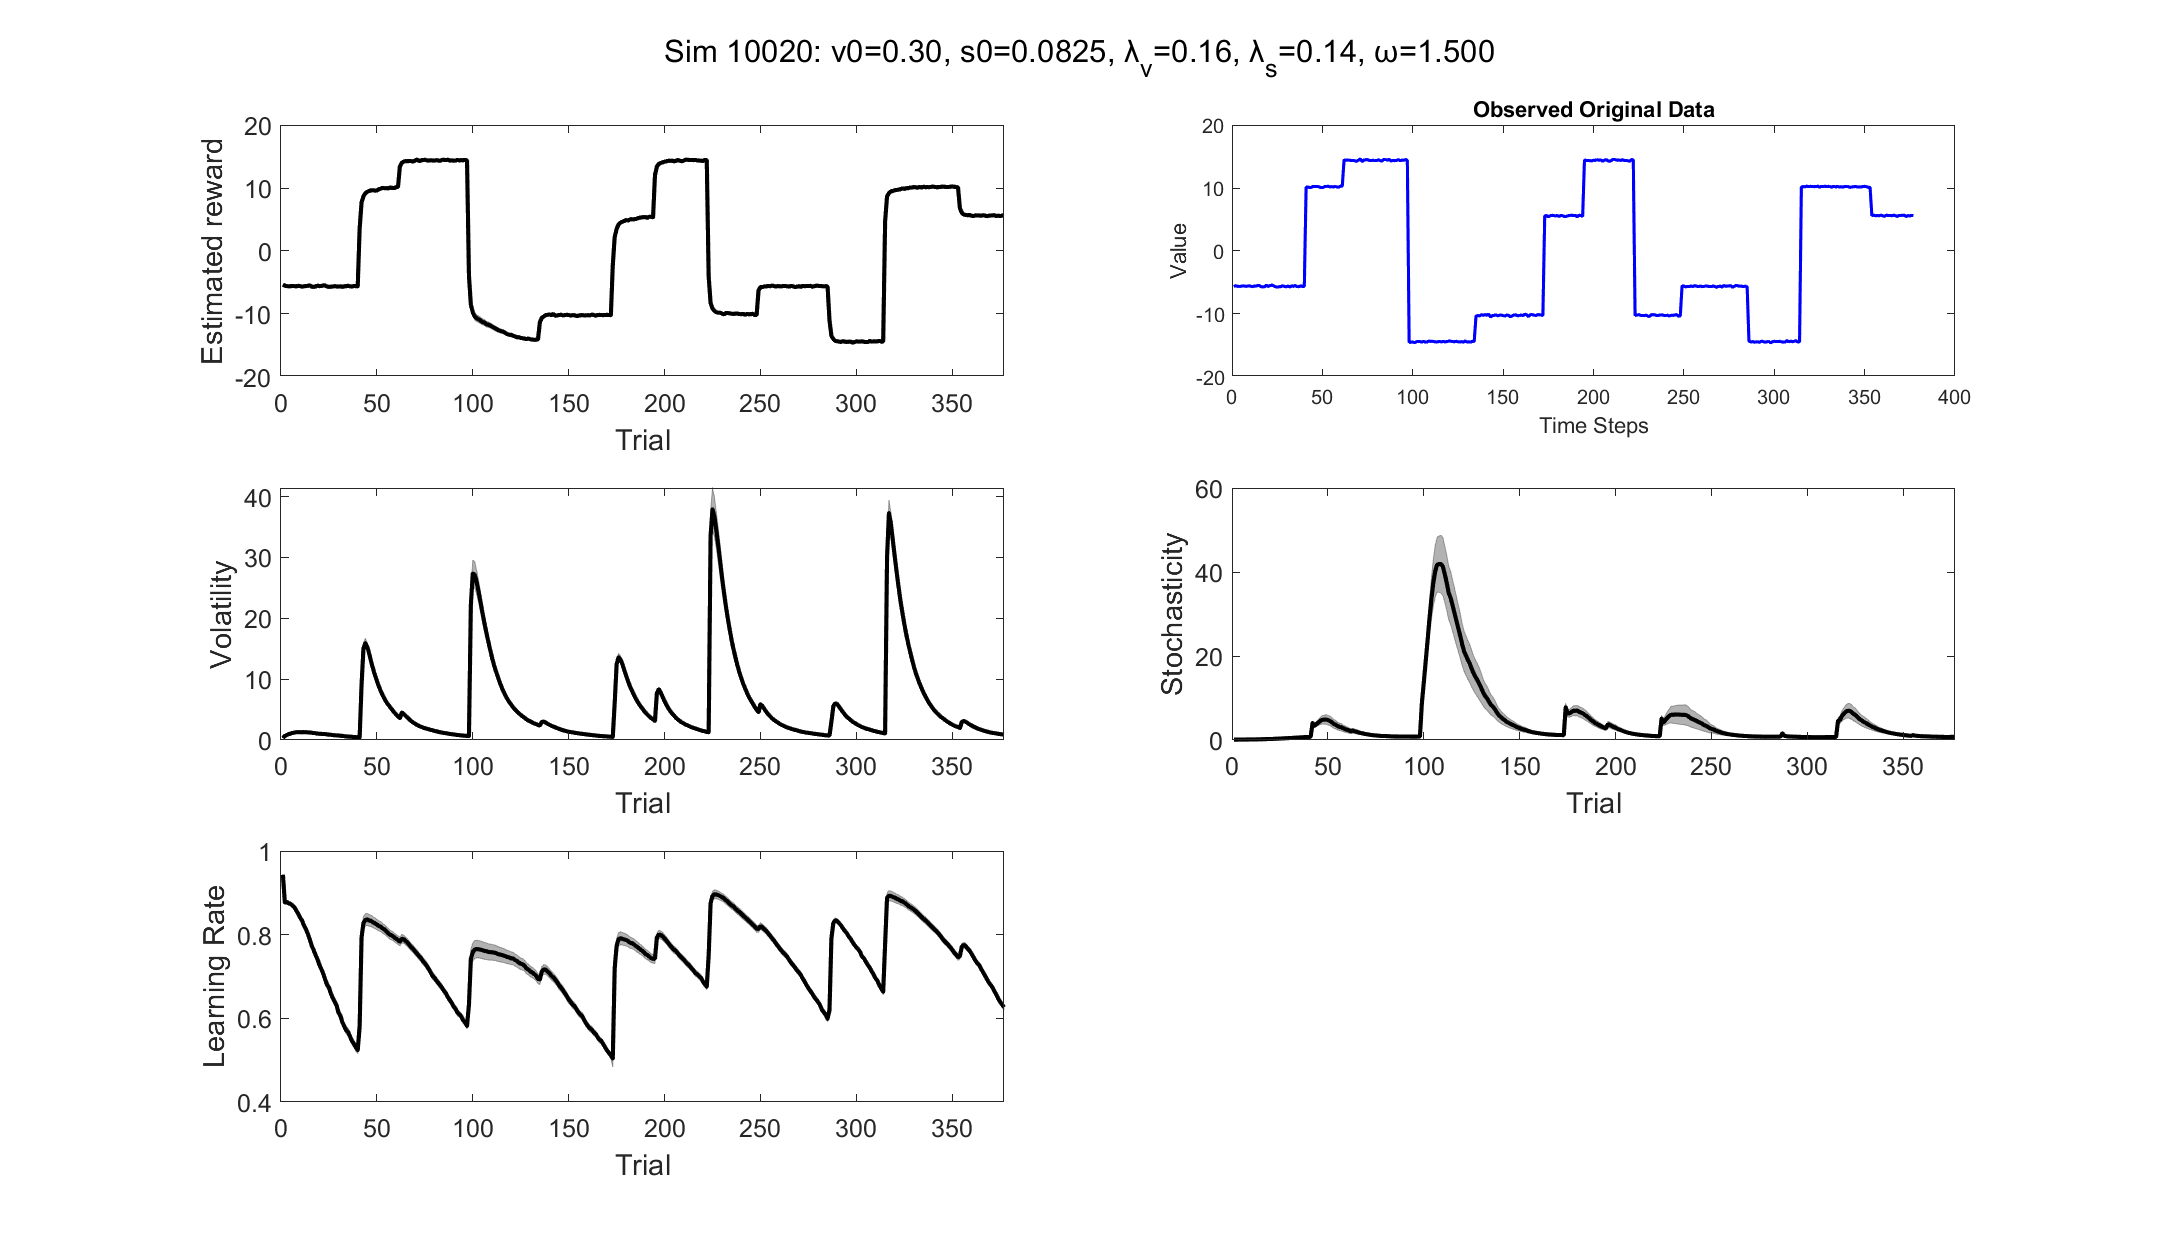 Sim 10020: v0=0.30, s0=0.0825, λv=0.16, λs=0.14, ω=1.500
20
10
0
-10
-20
Estimated reward
0 50 100 150 200 250 300 350
Trial
Observed Original Data
20
10
0
-10
-20
Value
0 50 100 150 200 250 300 350 400
Time Steps
40
30
20
10
0
Volatility
0 50 100 150 200 250 300 350
Trial
60
40
20
0
Stochasticity
0 50 100 150 200 250 300 350
Trial
1
0.8
0.6
0.4
Learning Rate
0 50 100 150 200 250 300 350
Trial